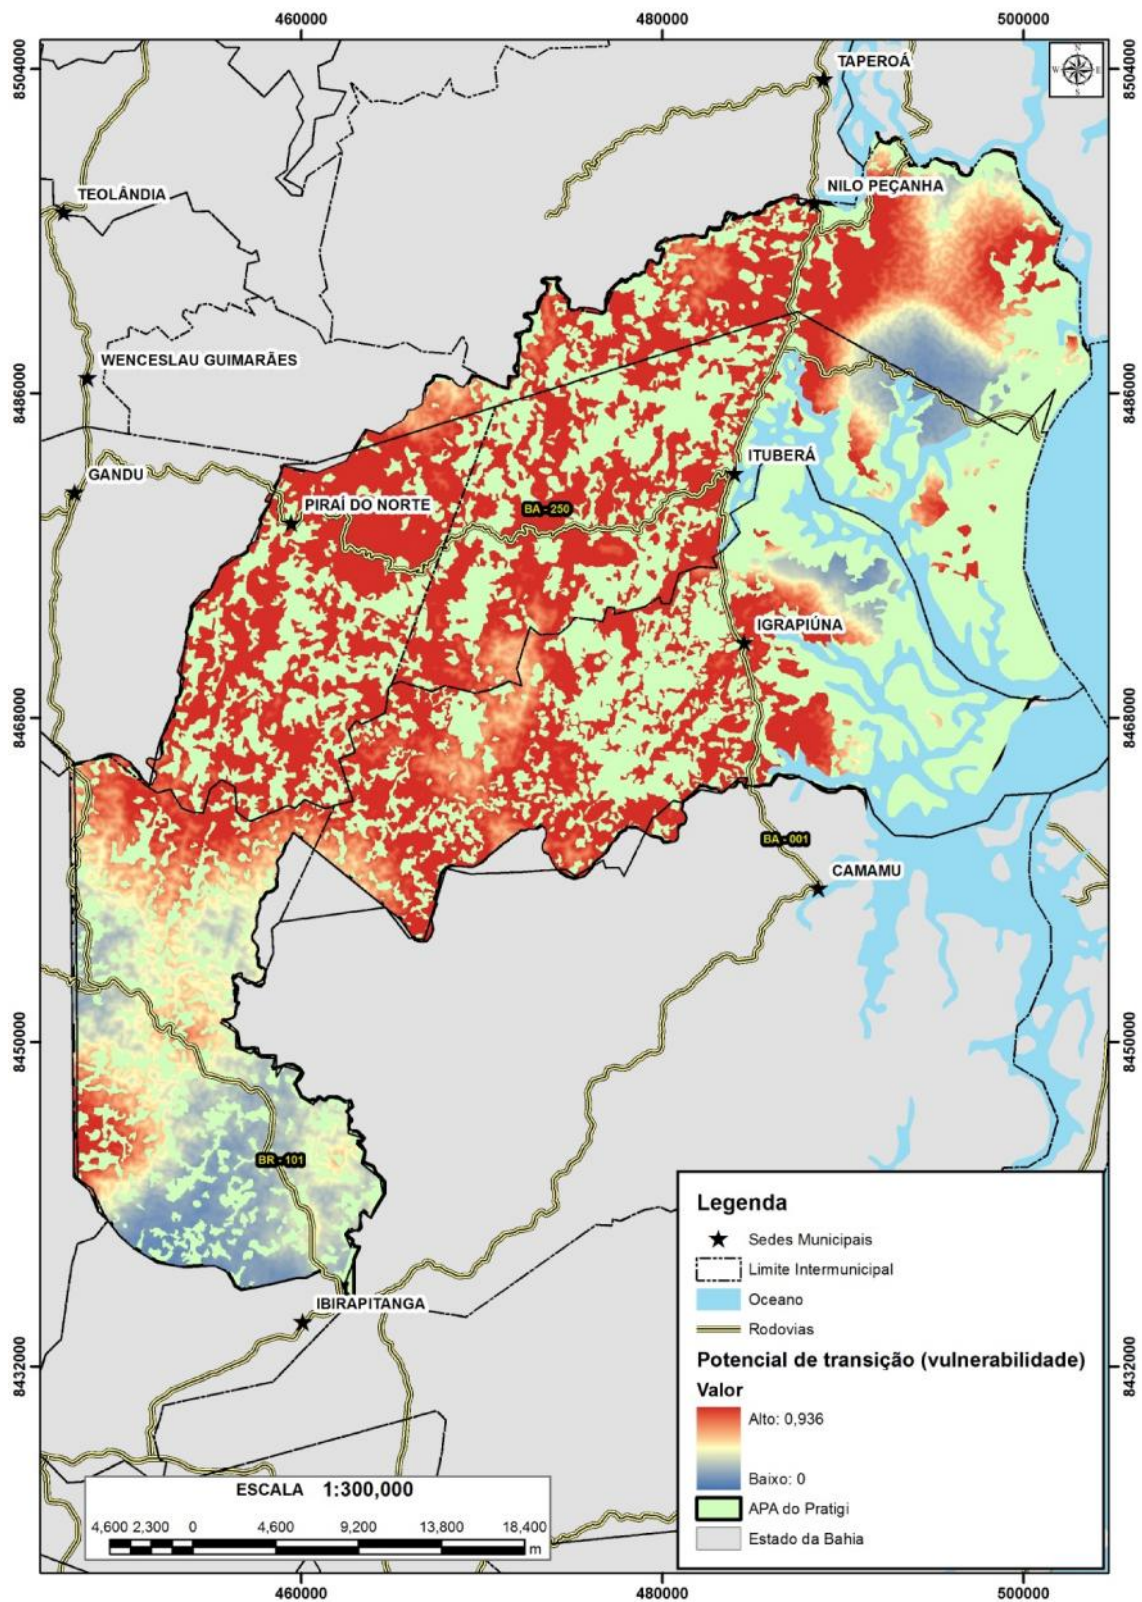 460000
480000
500000
8504000
8504000
TAPEROÁ
N
W
E
S
TEOLÂNDIA
NILO PEÇANHA
WENCESLAU GUIMARÃES
8486000
8486000
ITUBERÁ
GANDU
PIRAÍ DO NORTE
BA - 250
IGRAPIÚNA
8468000
8468000
BA - 001
CAMAMU
8450000
8450000
BR - 101
Legenda
Sedes Municipais
Limite Intermunicipal
Oceano
IBIRAPITANGA
Rodovias
8432000
8432000
Potencial de transição (vulnerabilidade)
Valor
Alto: 0,936
Baixo: 0
ESCALA 1:300,000
APA do Pratigi
4,600 2,300 0 4,600 9,200 13,800 18,400
m
Estado da Bahia
460000
480000
500000